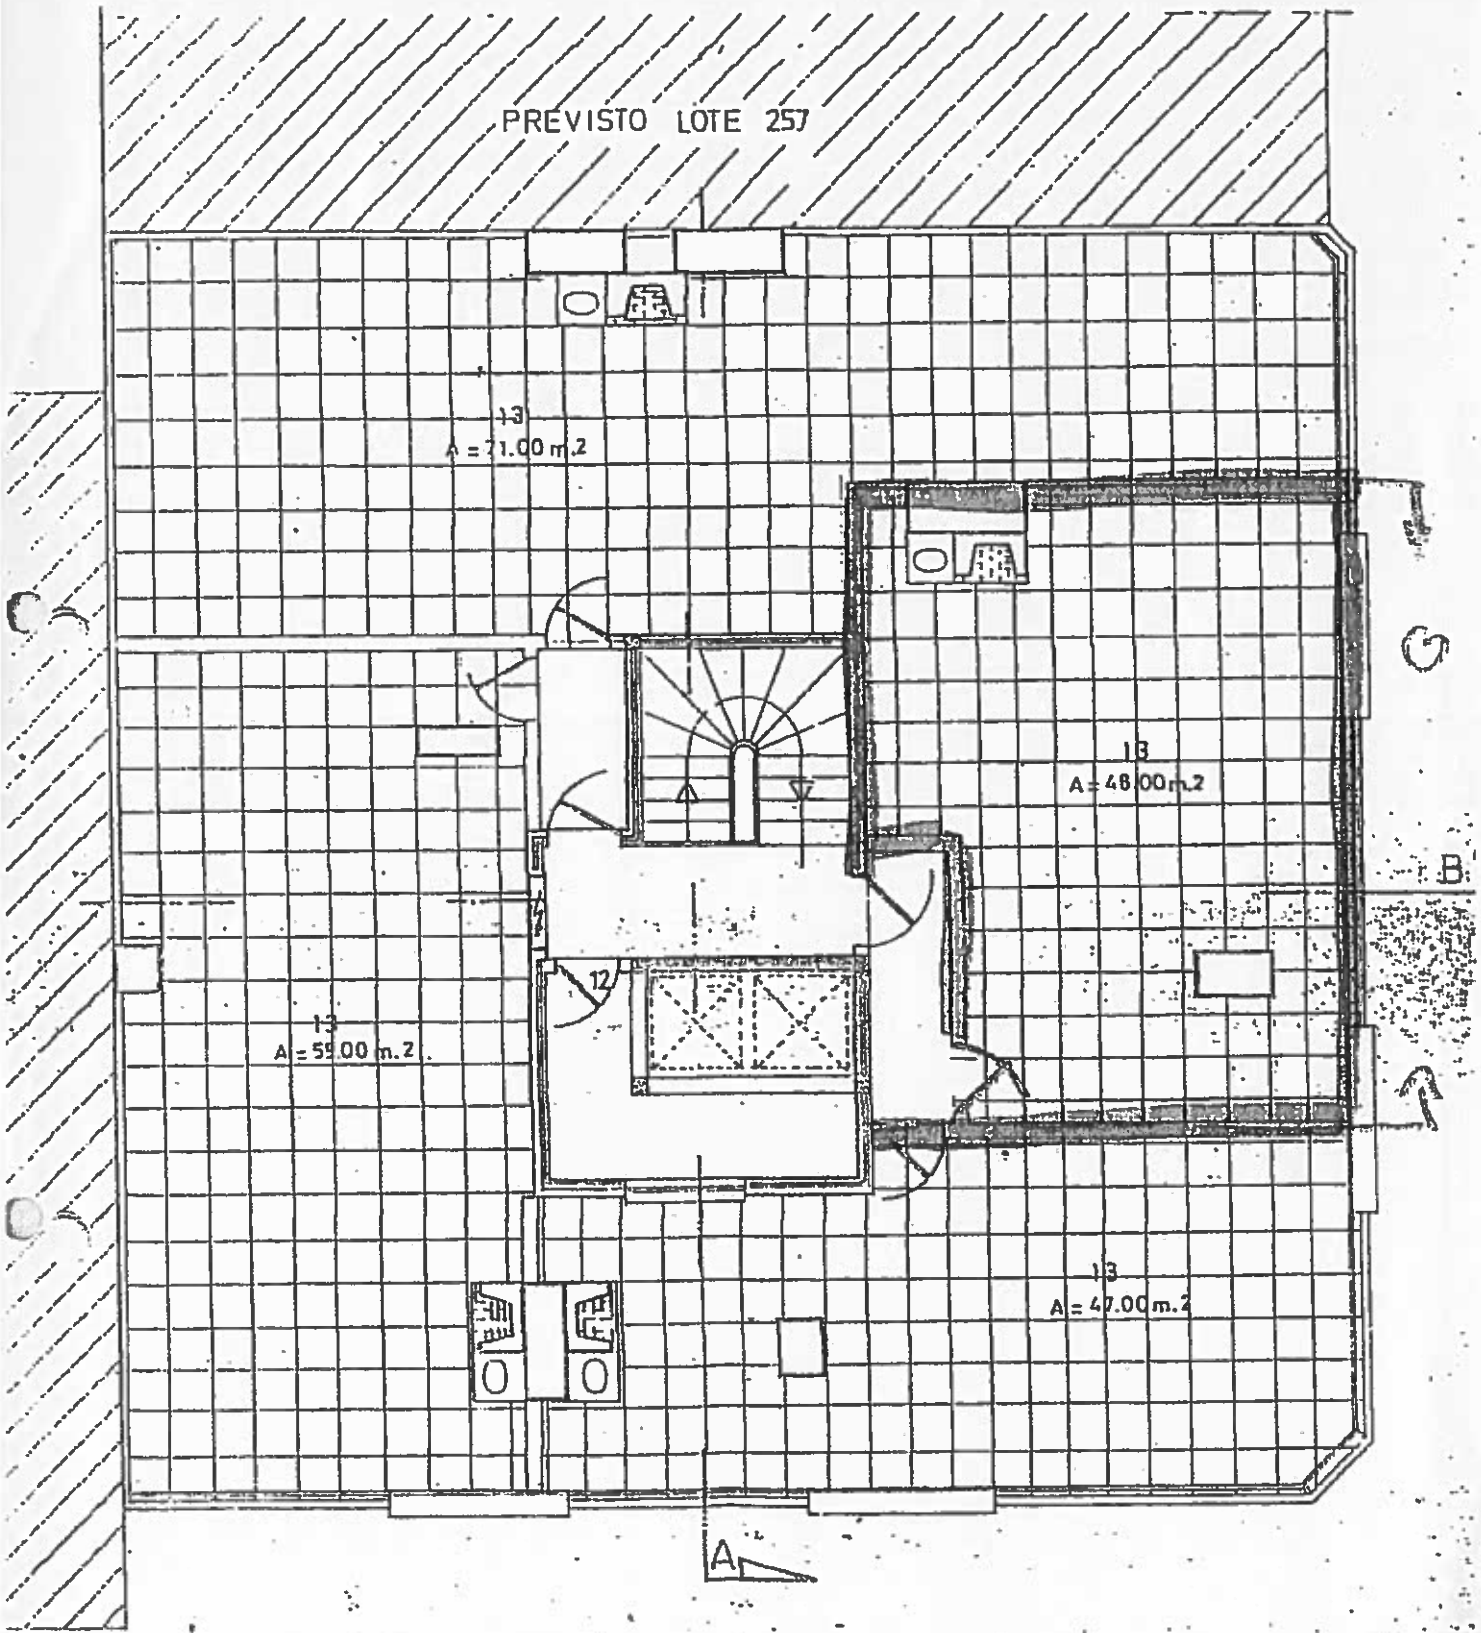 PREVISTO LOTE 257
13
A = 71.00 m.2
G
13
A = 48.00 m.2
B
12
13
A = 59.00 m.2
13
A = 47.00 m.2
A